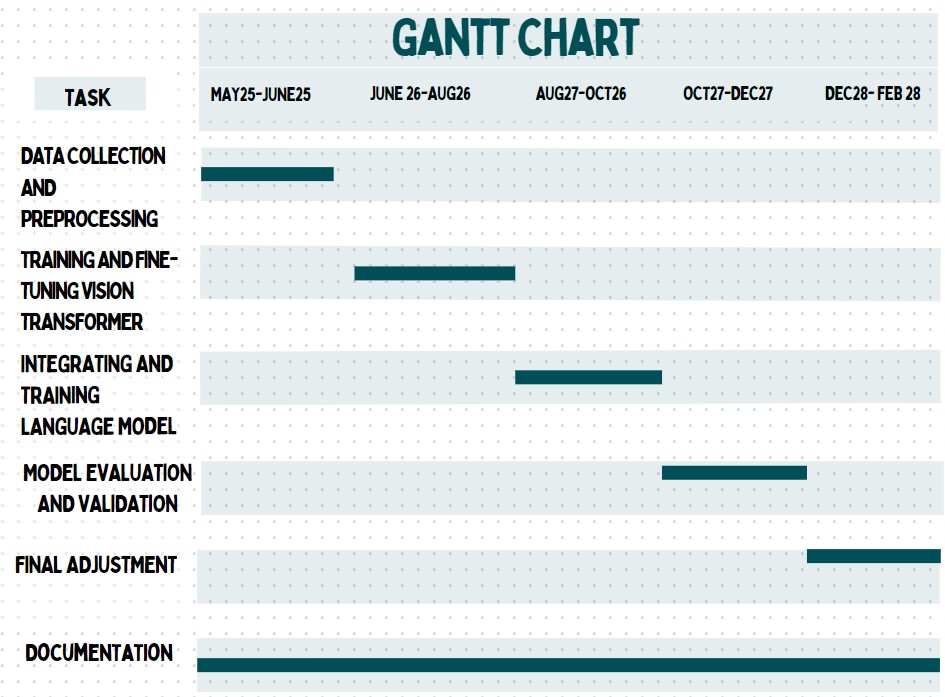 GANTT CHART
TASK
MAY25-JUNE25
JUNE 26-AUG26
AUG27-OCT26
OCT27-DEC27
DEC28- FEB 28
DATA COLLECTION
AND
PREPROCESSING
TRAINING AND FINE-
TUNING VISION
TRANSFORMER
INTEGRATING AND
TRAINING
LANGUAGE MODEL
MODEL EVALUATION
AND VALIDATION
FINAL ADJUSTMENT
DOCUMENTATION